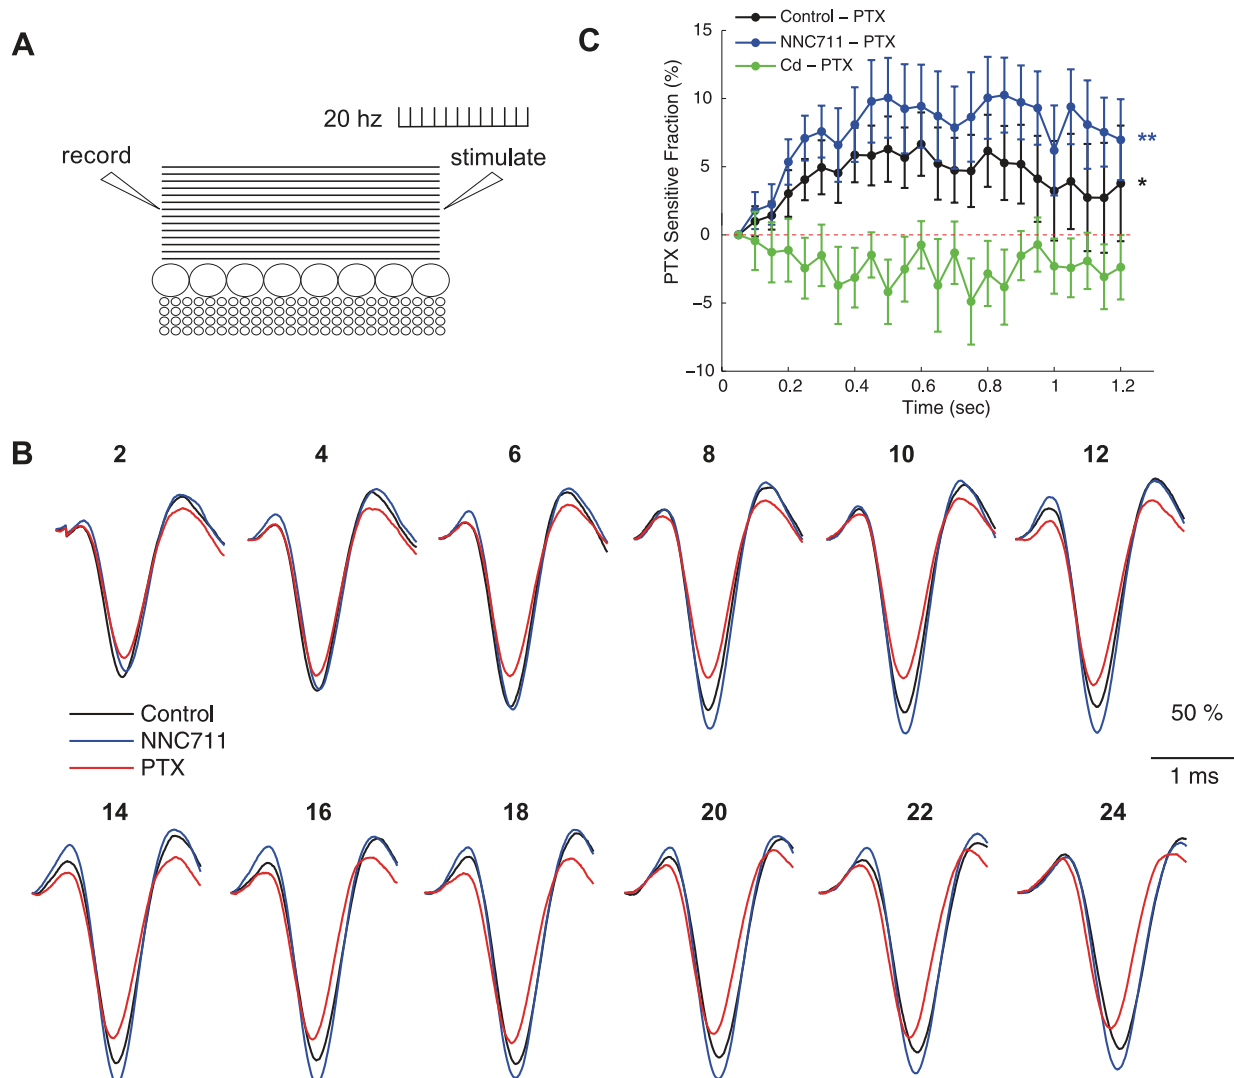 A
20 hz
record
stimulate
C
Control – PTX
NNC711 – PTX
Cd – PTX
PTX Sensitive Fraction (%)
15
10
5
0
−5
−10
**
*
0 0.2 0.4 0.6 0.8 1 1.2
Time (sec)
B
2 4 6 8 10 12
Control
NNC711
PTX
50 %
1 ms
14 16 18 20 22 24